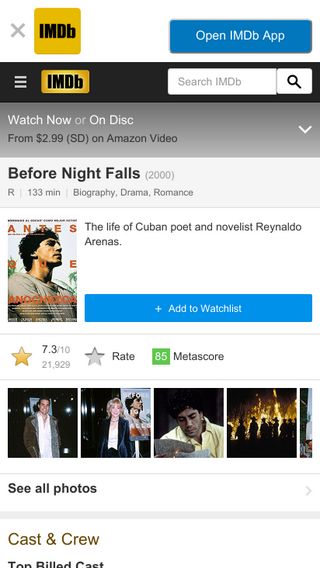 IMDb
Open IMDb App
IMDb
Search IMDb
Watch Now or On Disc
From $2.99 (SD) on Amazon Video
Before Night Falls (2000)
R | 133 min | Biography, Drama, Romance
ANTES
The life of Cuban poet and novelist Reynaldo
Arenas.
+ Add to Watchlist
7.3/10
21,929
Rate
85 Metascore
See all photos
Cast & Crew
Top Billed Cast